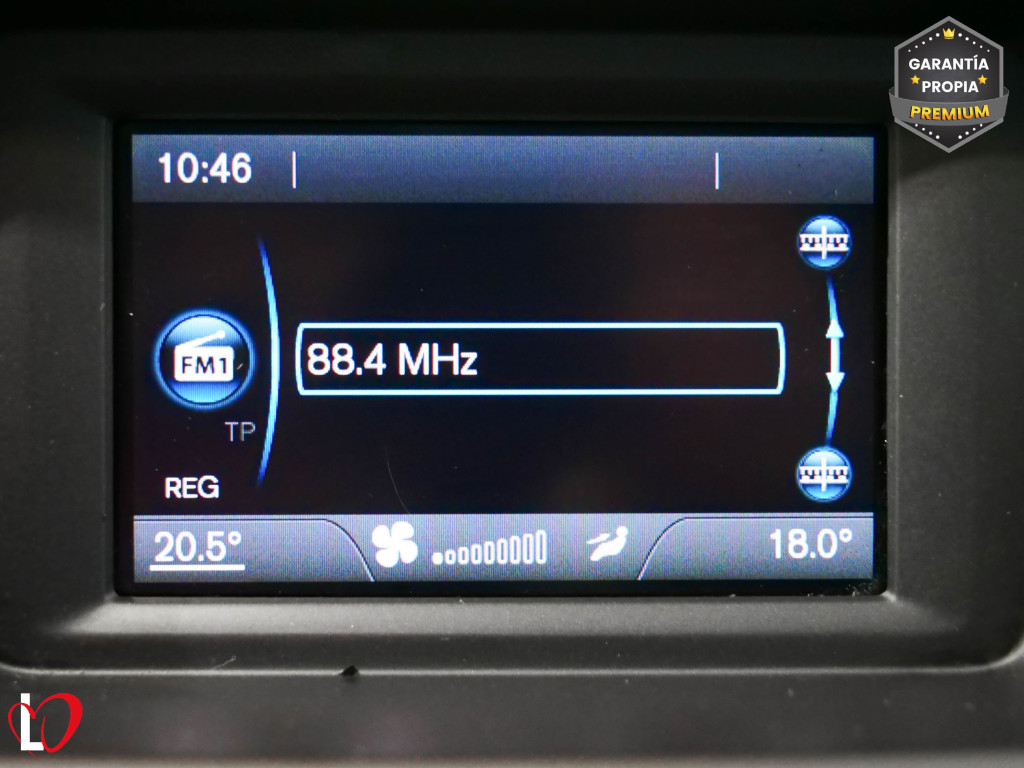 GARANTÍA
PROPIA
PREMIUM
10:46
88.4 MHz
FM1
TP
REG
20.5°
18.0°
L